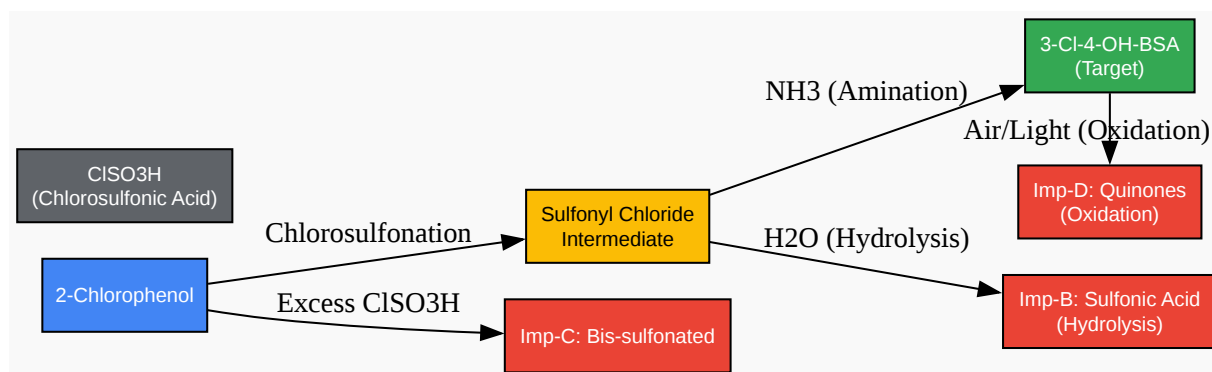 3-Cl-4-OH-BSA
(Target)
NH3 (Amination)
Air/Light (Oxidation)
ClSO3H
(Chlorosulfonic Acid)
Imp-D: Quinones
(Oxidation)
Sulfonyl Chloride
Intermediate
Chlorosulfonation
H2O (Hydrolysis)
2-Chlorophenol
Excess ClSO3H
Imp-B: Sulfonic Acid
(Hydrolysis)
Imp-C: Bis-sulfonated